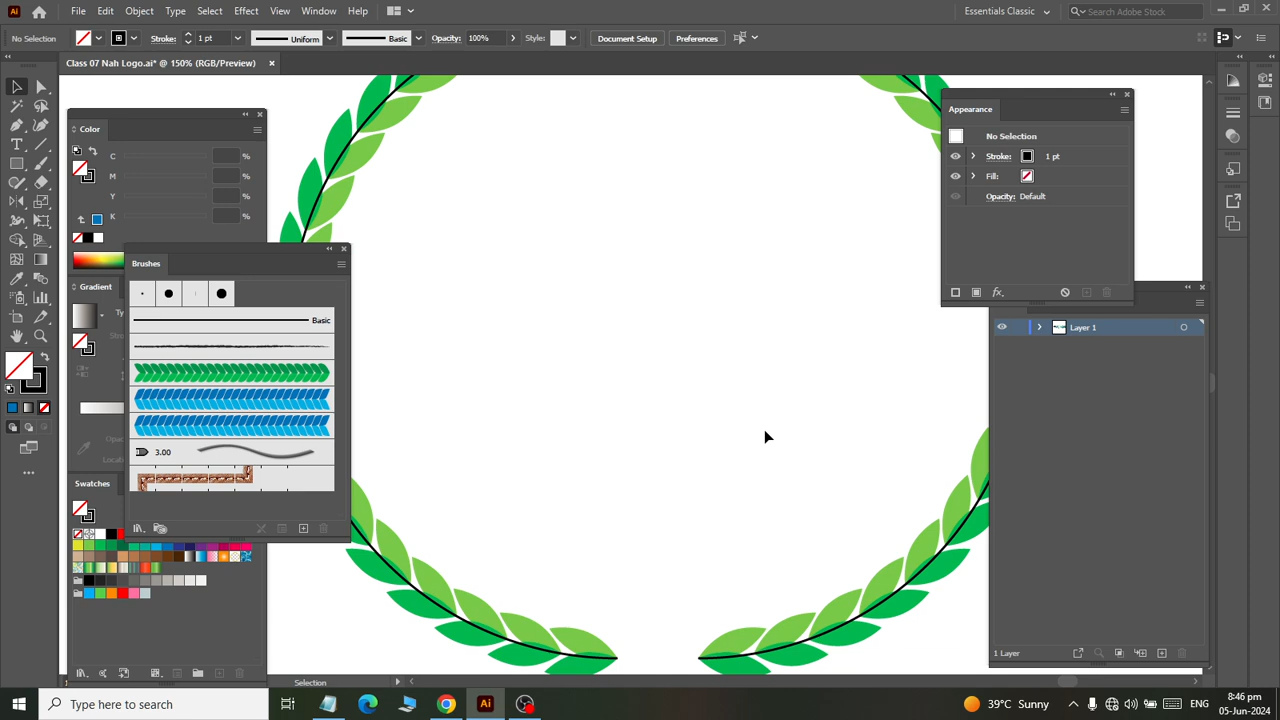 Ai File Edit Object Type Select Effect View Window Help Essentials Classic Search Adobe Stock
No Selection Stroke: 1 pt Uniform Basic Opacity: 100% Style: Document Setup Preferences
Class 07 Nah Logo.ai* @ 150% (RGB/Preview)
Appearance
Color
No Selection
C %
Stroke: 1 pt
M %
Fill:
Y %
Opacity: Default
K %
Brushes
Gradient
Basic
Layer 1
3.00
Swatches
1 Layer
Selection
Type here to search
Ai
39°C Sunny
ENG
8:46 pm
05-Jun-2024